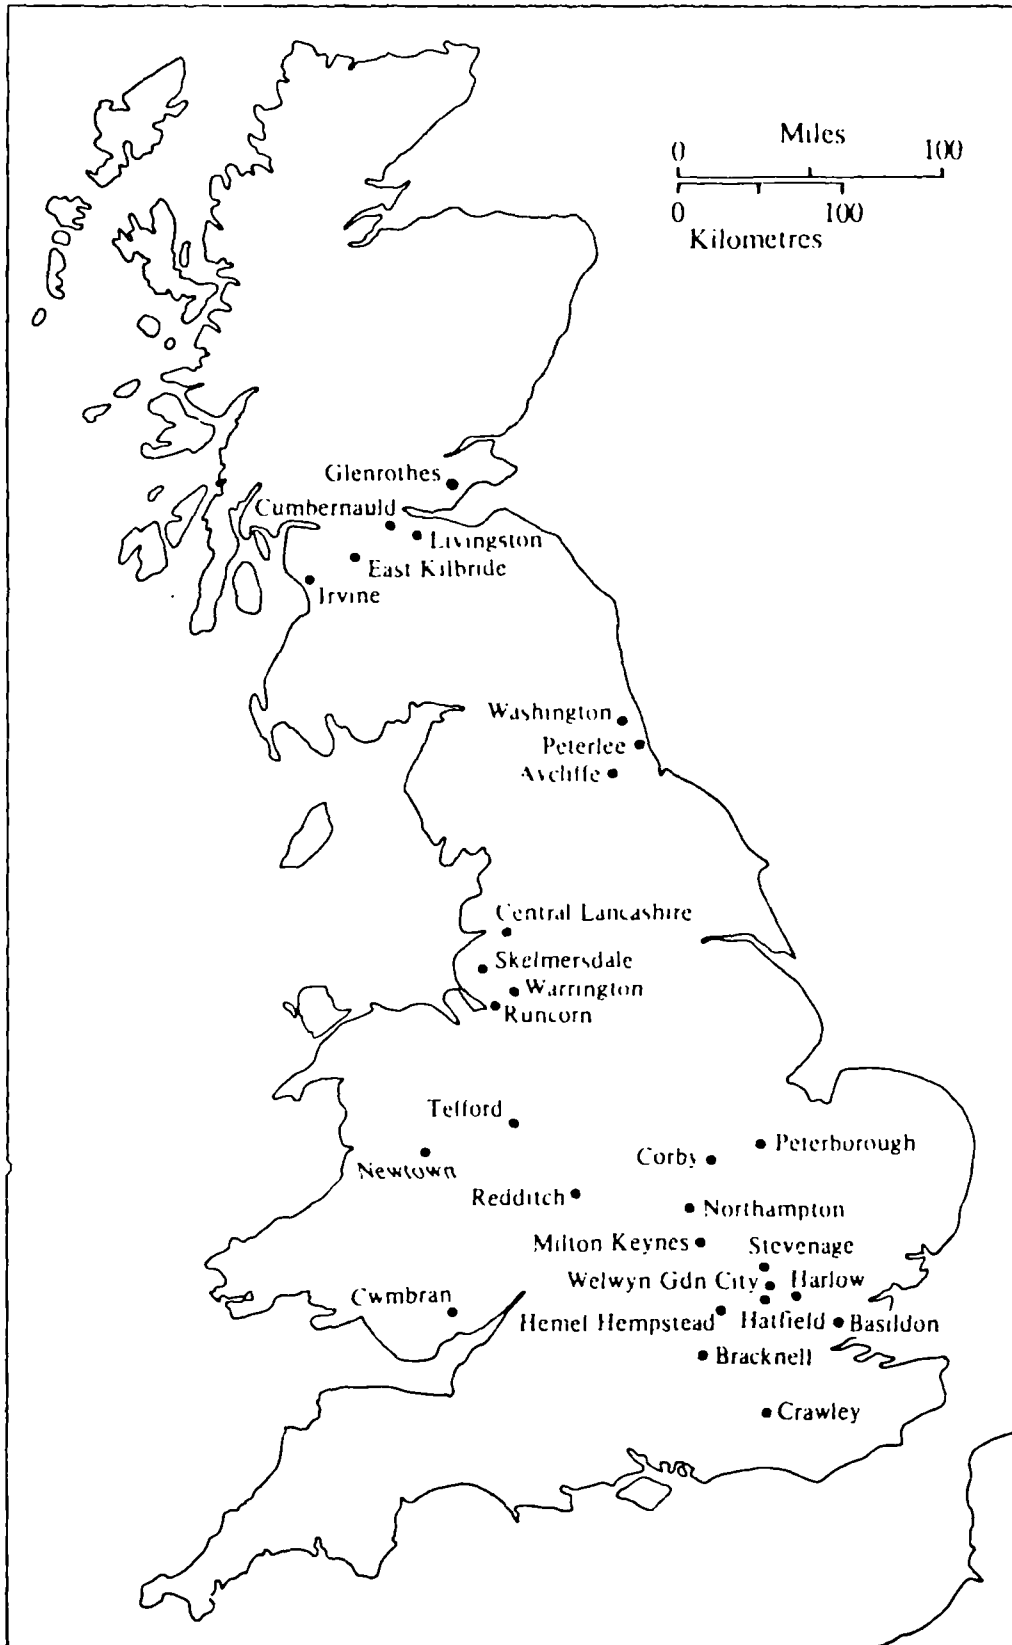 Miles
0 100
0 100
Kilometres
Glenrothes
Cumbernauld
Livingston
East Kilbride
Irvine
Washington
Peterlee
Aycliffe
Central Lancashire
Skelmersdale
Warrington
Runcorn
Telford
Peterborough
Corby
Newtown
Redditch
Northampton
Milton Keynes
Stevenage
Welwyn Gdn City
Harlow
Cwmbran
Hemel Hempstead
Hatfield
Basildon
Bracknell
Crawley